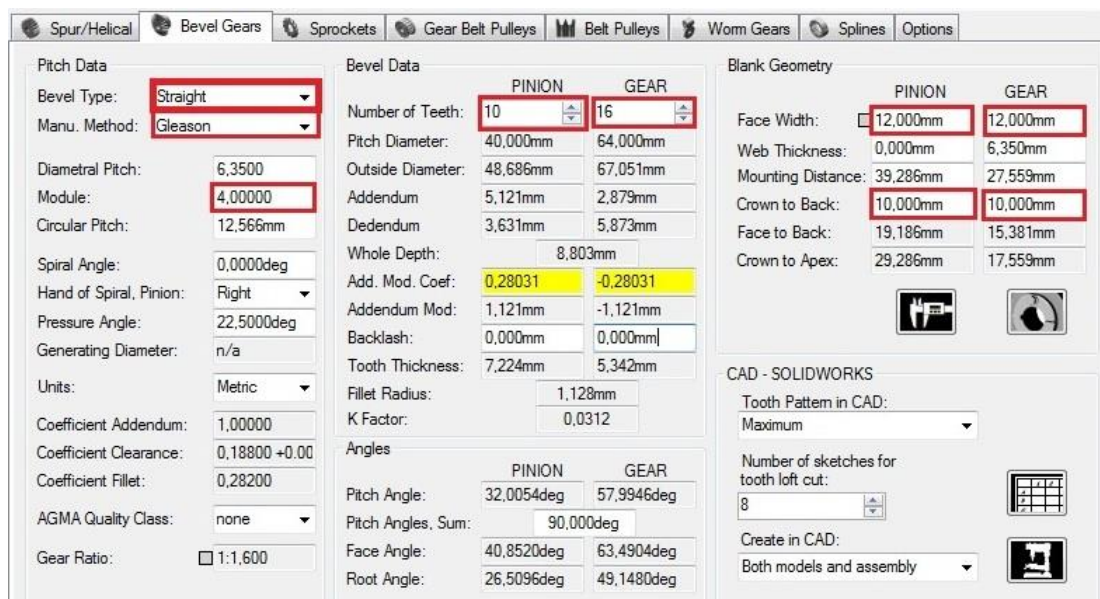 Spur/Helical Bevel Gears Sprockets Gear Belt Pulleys Belt Pulleys Worm Gears Splines Options
Pitch Data
Bevel Type: Straight
Manu. Method: Gleason
Diametral Pitch: 6,3500
Module: 4,00000
Circular Pitch: 12,566mm
Spiral Angle: 0,0000deg
Hand of Spiral, Pinion: Right
Pressure Angle: 22,5000deg
Generating Diameter: n/a
Units: Metric
Coefficient Addendum: 1,00000
Coefficient Clearance: 0,18800 +0.00
Coefficient Fillet: 0,28200
AGMA Quality Class: none
Gear Ratio: 1:1,600
Bevel Data
PINION GEAR
Number of Teeth: 10 16
Pitch Diameter: 40,000mm 64,000mm
Outside Diameter: 48,686mm 67,051mm
Addendum 5,121mm 2,879mm
Dedendum 3,631mm 5,873mm
Whole Depth: 8,803mm
Add. Mod. Coef: 0,28031 -0,28031
Addendum Mod: 1,121mm -1,121mm
Backlash: 0,000mm 0,000mm
Tooth Thickness: 7,224mm 5,342mm
Fillet Radius: 1,128mm
K Factor: 0,0312
Angles
PINION GEAR
Pitch Angle: 32,0054deg 57,9946deg
Pitch Angles, Sum: 90,000deg
Face Angle: 40,8520deg 63,4904deg
Root Angle: 26,5096deg 49,1480deg
Blank Geometry
PINION GEAR
Face Width: 12,000mm 12,000mm
Web Thickness: 0,000mm 6,350mm
Mounting Distance: 39,286mm 27,559mm
Crown to Back: 10,000mm 10,000mm
Face to Back: 19,186mm 15,381mm
Crown to Apex: 29,286mm 17,559mm
CAD - SOLIDWORKS
Tooth Pattern in CAD:
Maximum
Number of sketches for
tooth loft cut:
8
Create in CAD:
Both models and assembly